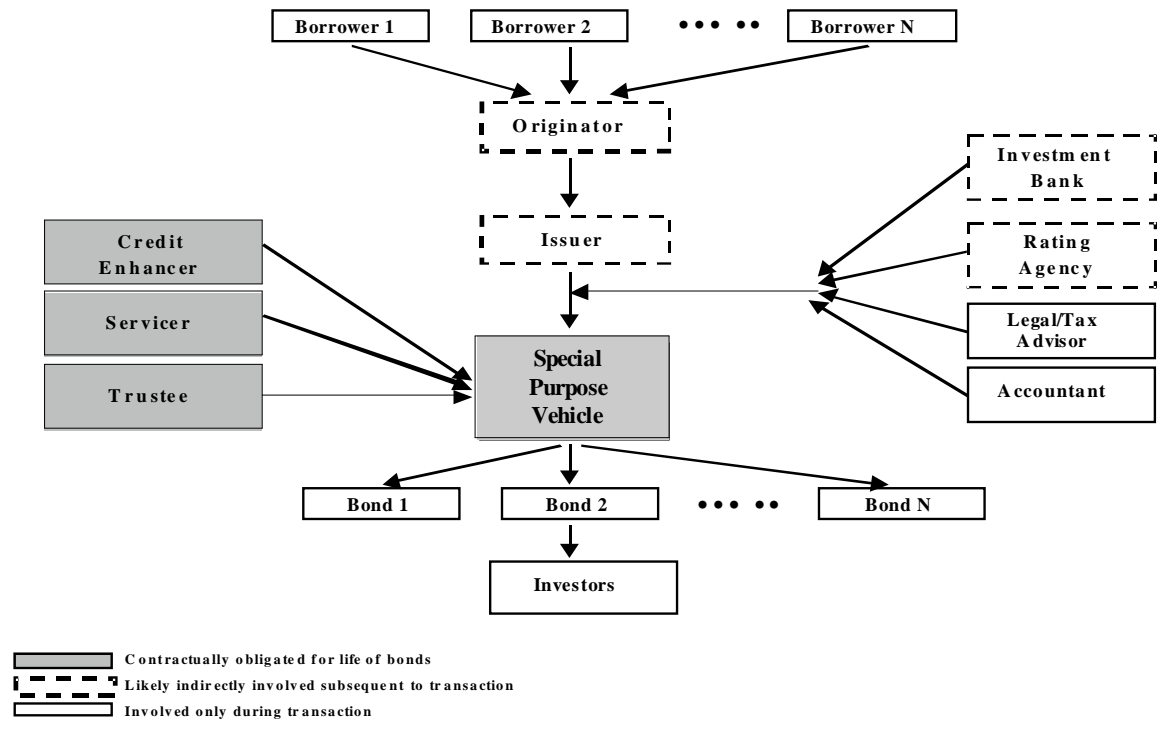 Borrower 1
Borrower 2
••• ••
Borrower N
Originator
Investment
Bank
Credit
Enhancer
Issuer
Rating
Agency
Servicer
Legal/Tax
Advisor
Special
Purpose
Vehicle
Trustee
Accountant
Bond 1
Bond 2
••• ••
Bond N
Investors
Contractually obligated for life of bonds
Likely indirectly involved subsequent to transaction
Involved only during transaction